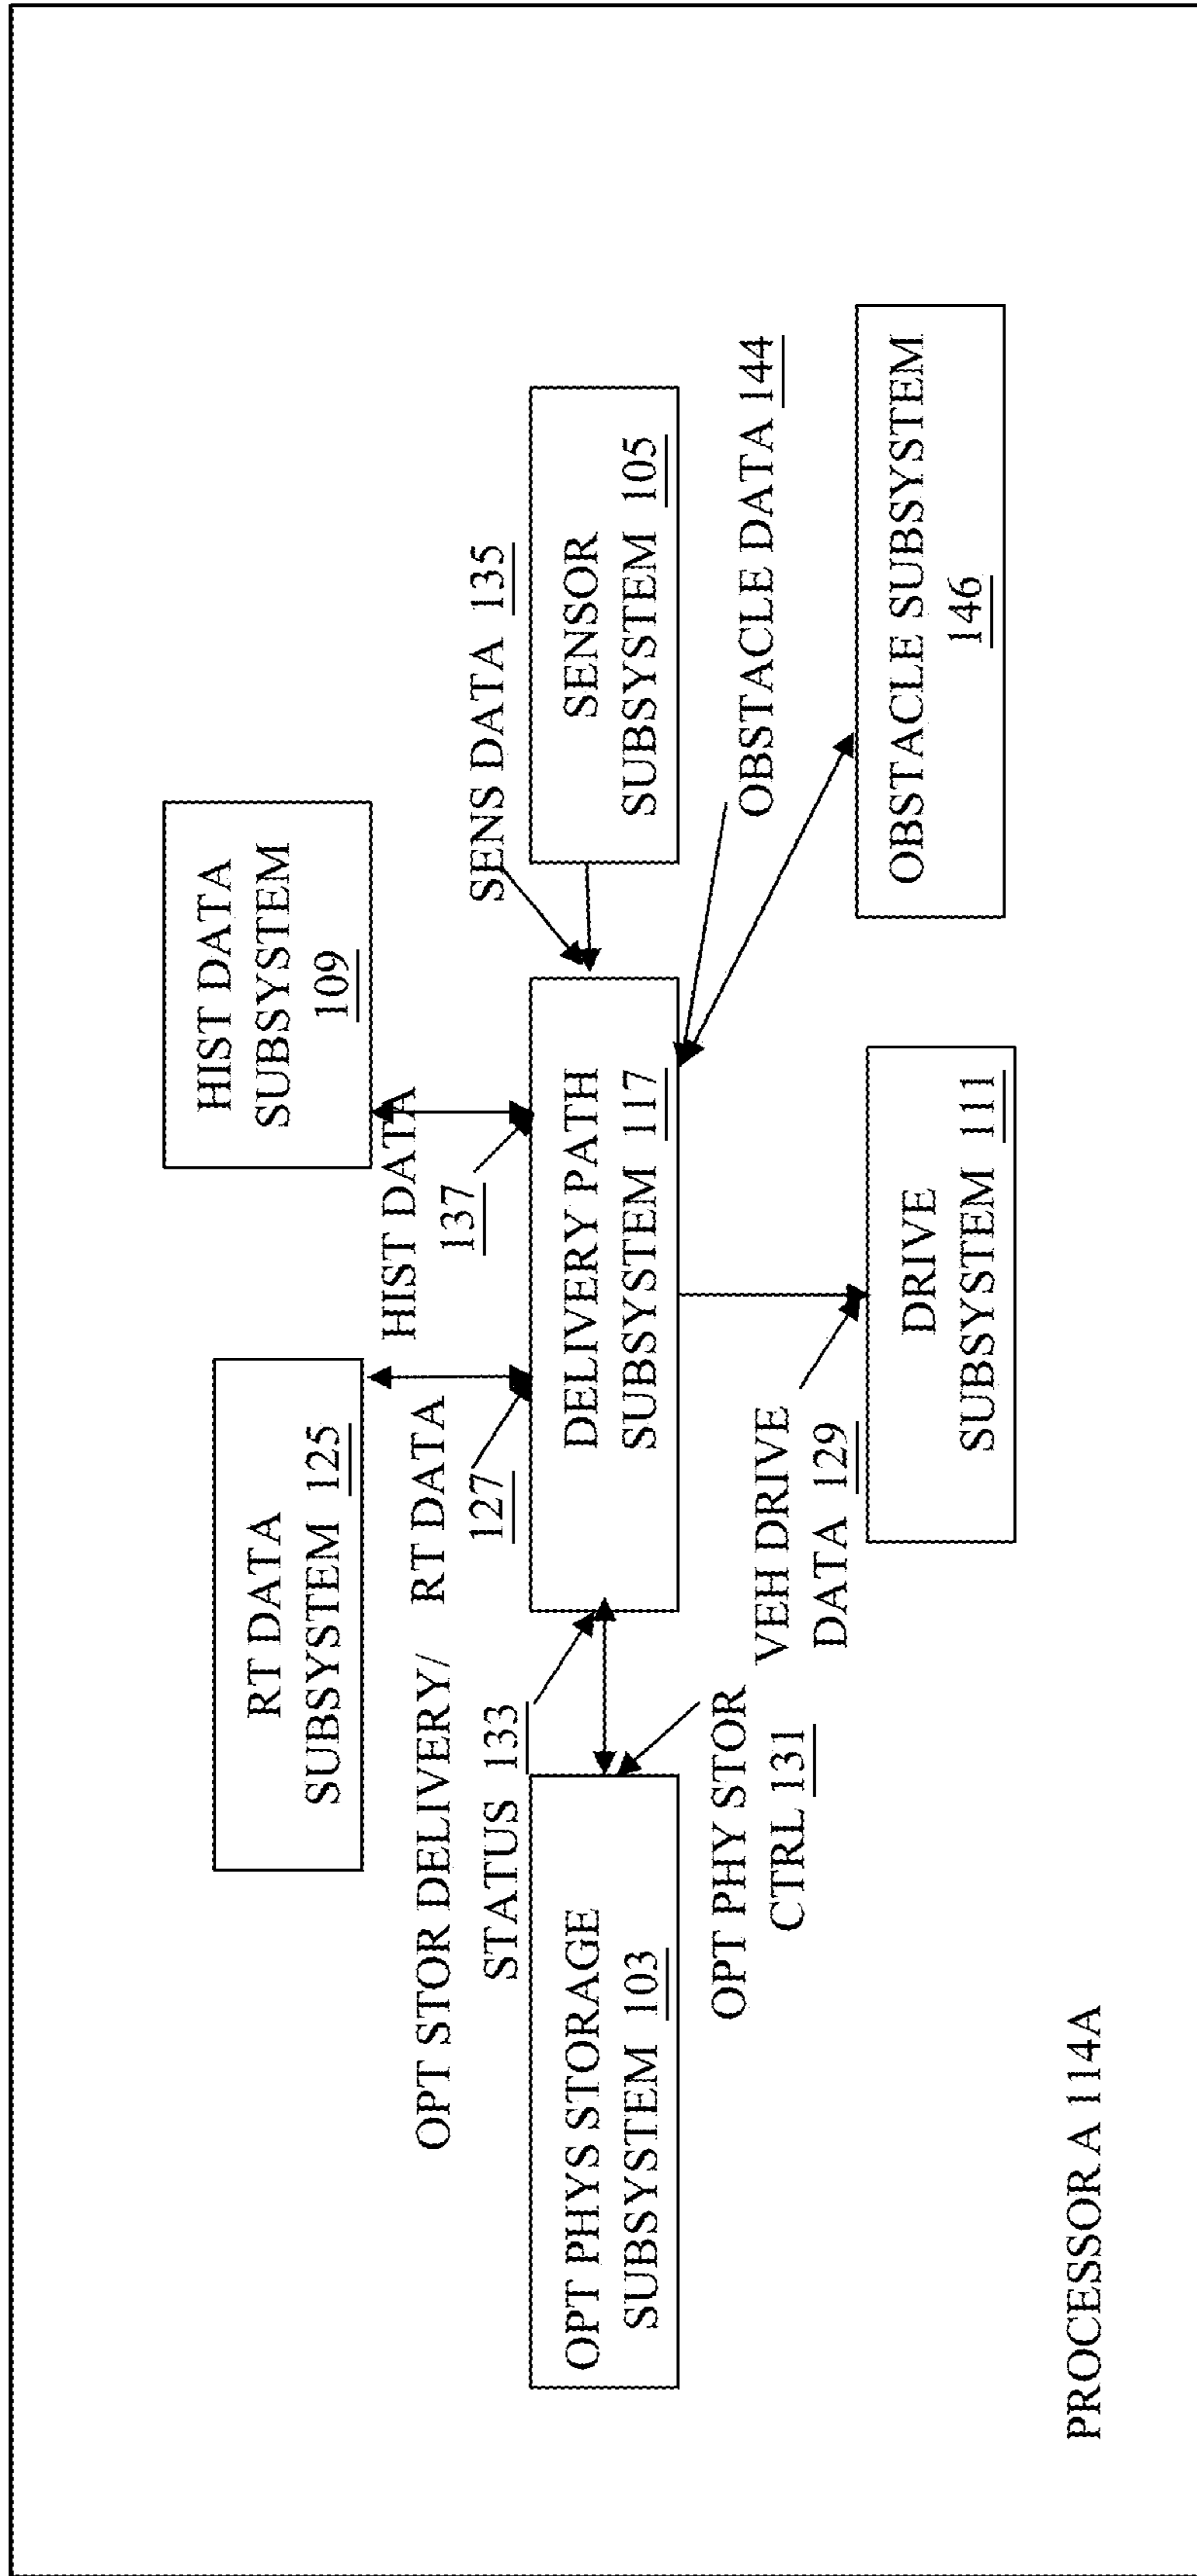 HIST DATA
SUBSYSTEM
109
RT DATA
SUBSYSTEM 125
HIST DATA
137
RT DATA
127
OPT STOR DELIVERY/
STATUS 133
SENS DATA 135
OPT PHYS STORAGE
SUBSYSTEM 103
DELIVERY PATH
SUBSYSTEM 117
SENSOR
SUBSYSTEM 105
OPT PHY STOR
CTRL 131
VEH DRIVE
DATA 129
OBSTACLE DATA 144
DRIVE
SUBSYSTEM 111
OBSTACLE SUBSYSTEM
146
PROCESSOR A 114A